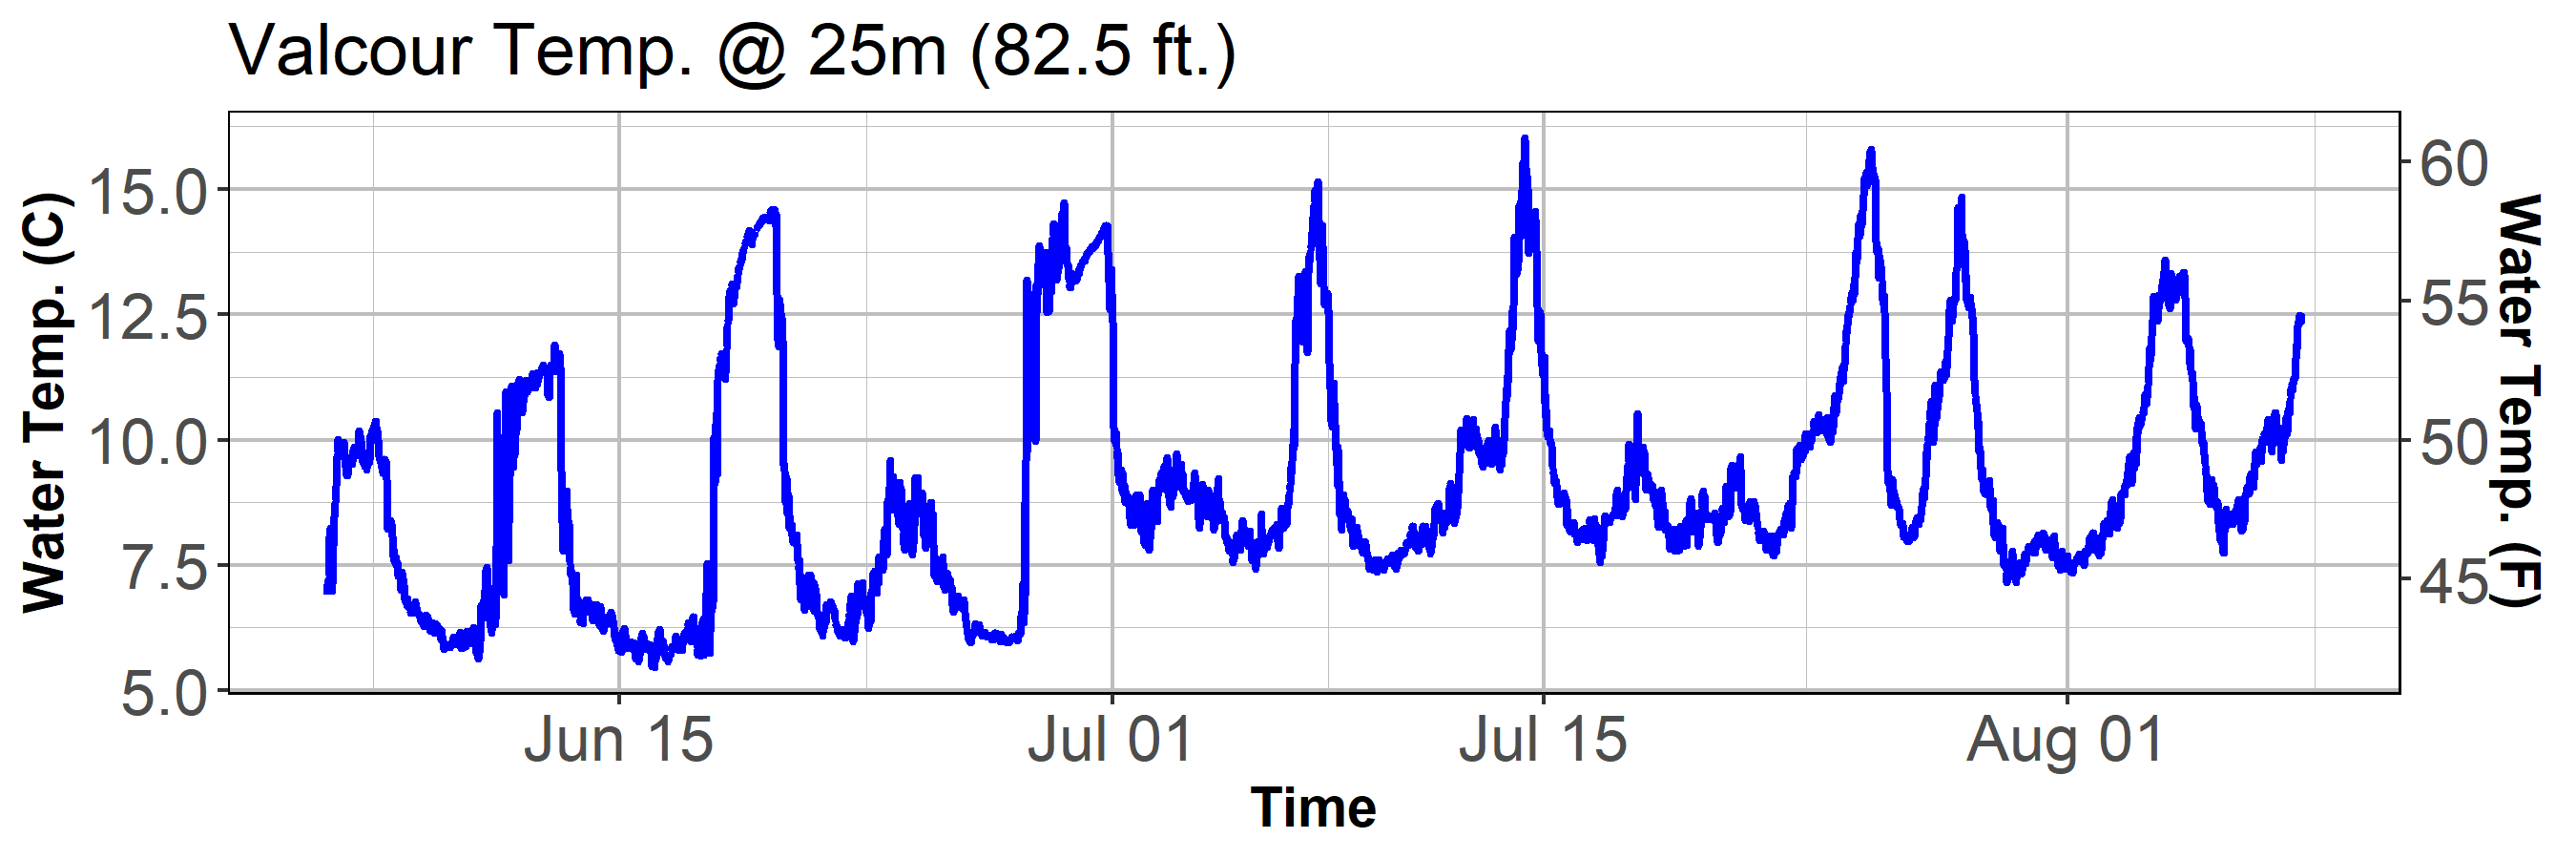 Valcour Temp. @ 25m (82.5 ft.)
Water Temp. (C)
15.0
12.5
10.0
7.5
5.0
60
55
50
45
Water Temp. (F)
Jun 15
Jul 01
Jul 15
Aug 01
Time